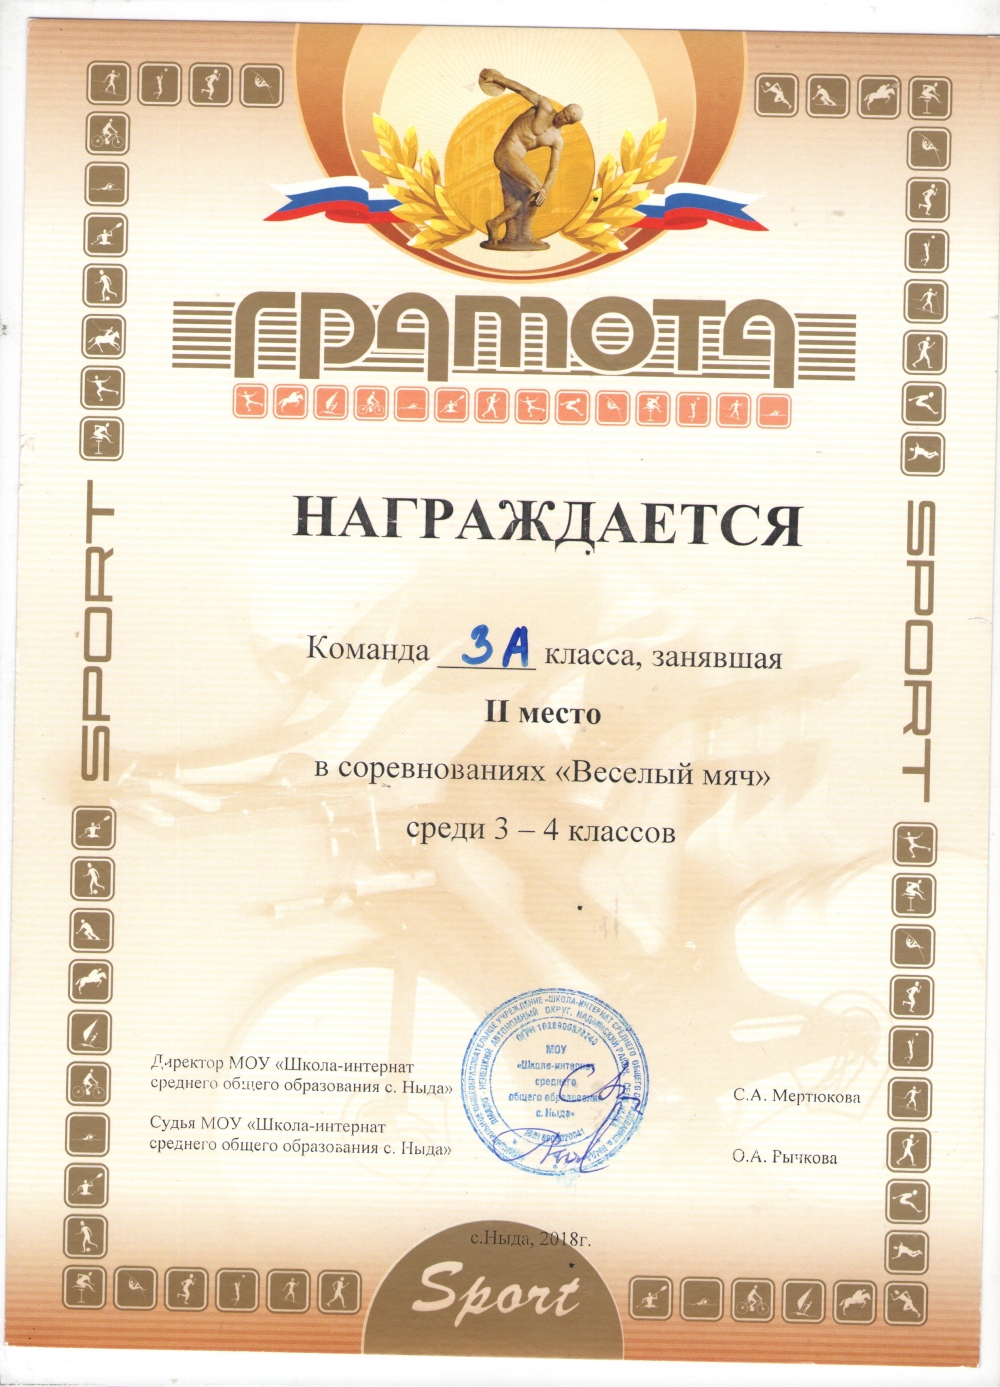 ГРАМОТА
НАГРАЖДАЕТСЯ
Команда 3 А класса, занявшая
II место
в соревнованиях «Веселый мяч»
среди 3 – 4 классов
SPORT
SPORT
Директор МОУ «Школа-интернат
среднего общего образования с. Ныда»
С.А. Мертюкова
Судья МОУ «Школа-интернат
среднего общего образования с. Ныда»
О.А. Рычкова
МОУ
«Школа-интернат
среднего
общего образования
с. Ныда»
с.Ныда, 2018г.
Sport